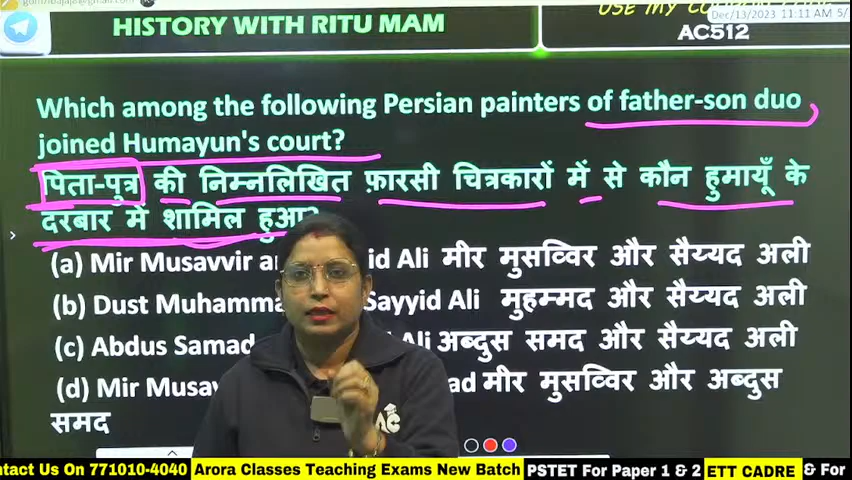 USE MY
Dec/13/2023 11:11 AM 5/
HISTORY WITH RITU MAM
AC512
Which among the following Persian painters of father-son duo
joined Humayun's court?
पिता-पुत्र की निम्नलिखित फ़ारसी चित्रकारों में से कौन हुमायूँ के
दरबार में शामिल हुआ?
(a) Mir Musavvir Ali मीर मुसव्विर और सैय्यद अली
(b) Dust Sayyid Ali मुहम्मद और सैय्यद अली
(c) Abdus Samad Ali अब्दुस समद और सैय्यद अली
(d) Mir मीर मुसव्विर और अब्दुस
समद
AC
ntact Us On 771010-4040 Arora Classes Teaching Exams New Batch PSTET For Paper 1 & 2 ETT CADRE & For